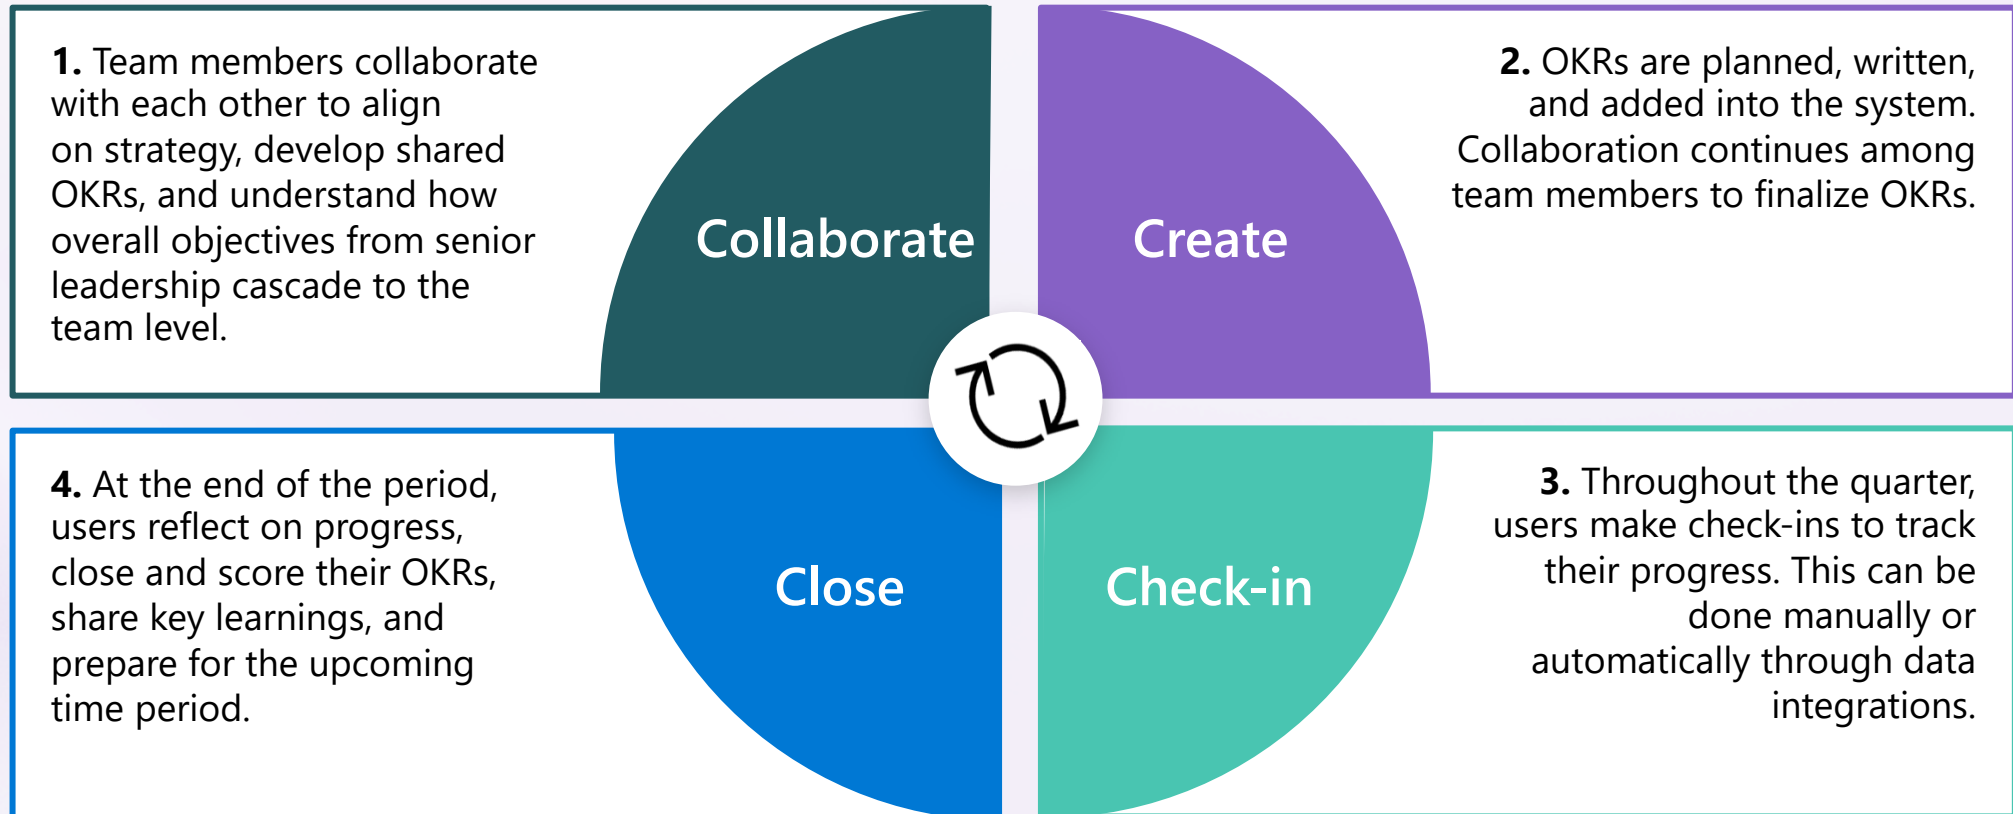 1. Team members collaborate
with each other to align
on strategy, develop shared
OKRs, and understand how
overall objectives from senior
leadership cascade to the
team level.
Collaborate
Create
2. OKRs are planned, written,
and added into the system.
Collaboration continues among
team members to finalize OKRs.
4. At the end of the period,
users reflect on progress,
close and score their OKRs,
share key learnings, and
prepare for the upcoming
time period.
Close
Check-in
3. Throughout the quarter,
users make check-ins to track
their progress. This can be
done manually or
automatically through data
integrations.